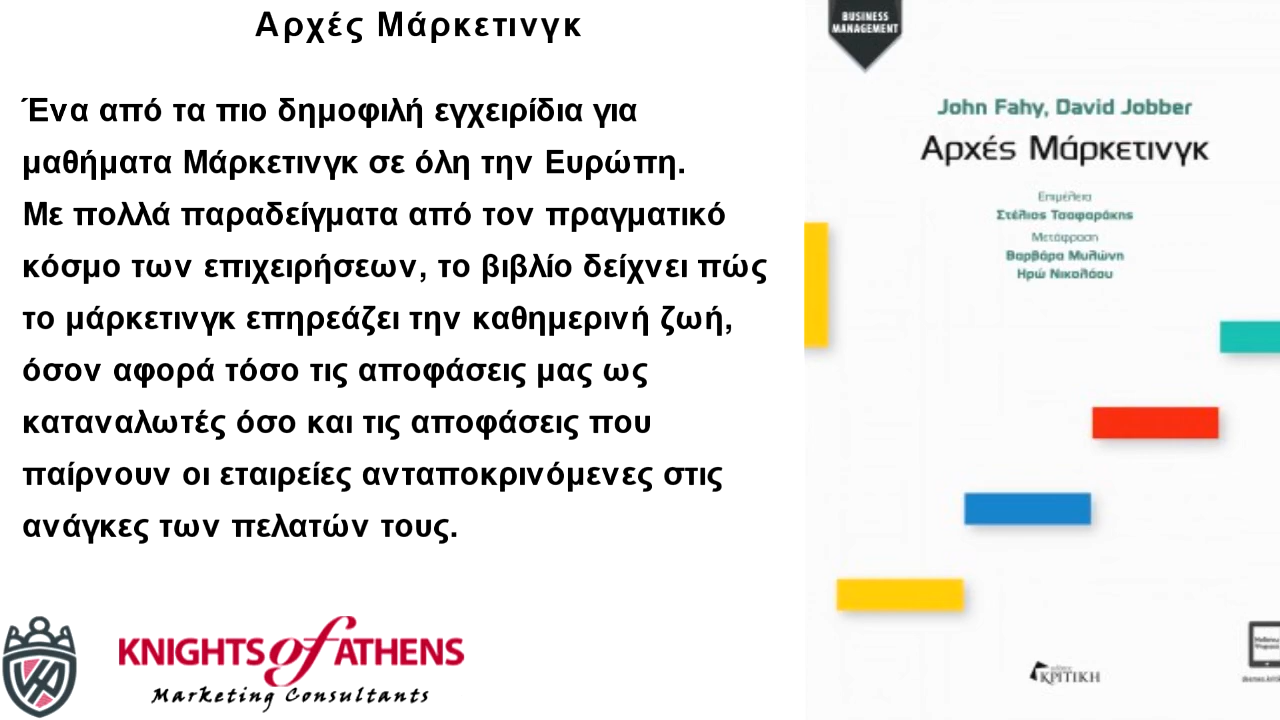 Αρχές Μάρκετινγκ
Ένα από τα πιο δημοφιλή εγχειρίδια για
μαθήματα Μάρκετινγκ σε όλη την Ευρώπη.
Με πολλά παραδείγματα από τον πραγματικό
κόσμο των επιχειρήσεων, το βιβλίο δείχνει πώς
το μάρκετινγκ επηρεάζει την καθημερινή ζωή,
όσον αφορά τόσο τις αποφάσεις μας ως
καταναλωτές όσο και τις αποφάσεις που
παίρνουν οι εταιρείες ανταποκρινόμενες στις
ανάγκες των πελατών τους.
KNIGHTS of ATHENS
Marketing Consultants
BUSINESS
MANAGEMENT
John Fahy, David Jobber
Αρχές Μάρκετινγκ
Επιμέλεια
Στέλιος Τσαφαράκης
Μετάφραση
Βαρβάρα Μυλώνη
Ηρώ Νικολάου
ΚΡΙΤΙΚΗ